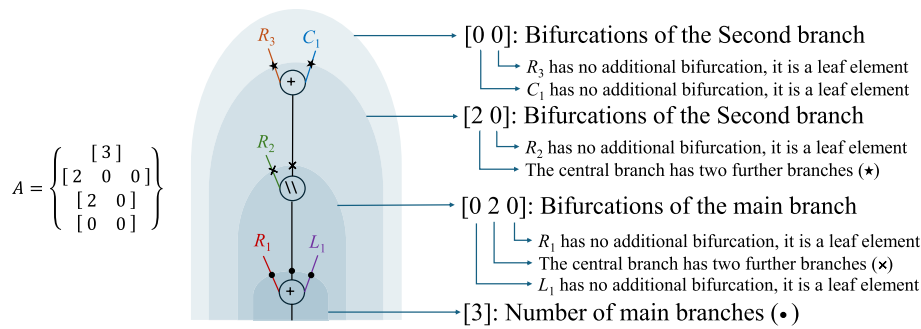 A = { [ 3 ]
[ 2 0 0 ]
[ 2 0 ]
[ 0 0 ] }
R3 C1
+
R2
\\
R1 L1
+
[0 0]: Bifurcations of the Second branch
R3 has no additional bifurcation, it is a leaf element
C1 has no additional bifurcation, it is a leaf element
[2 0]: Bifurcations of the Second branch
R2 has no additional bifurcation, it is a leaf element
The central branch has two further branches (★)
[0 2 0]: Bifurcations of the main branch
R1 has no additional bifurcation, it is a leaf element
The central branch has two further branches (×)
L1 has no additional bifurcation, it is a leaf element
[3]: Number of main branches (•)